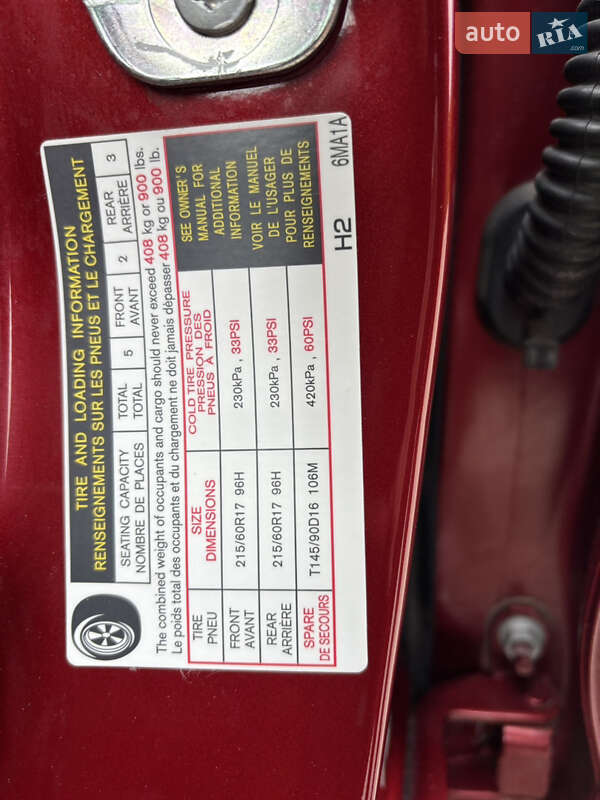 auto RIA .com
TIRE AND LOADING INFORMATION
RENSEIGNEMENTS SUR LES PNEUS ET LE CHARGEMENT
SEATING CAPACITY TOTAL 5 FRONT 2 REAR 3
NOMBRE DE PLACES TOTAL AVANT ARRIÈRE
The combined weight of occupants and cargo should never exceed 408 kg or 900 lbs.
Le poids total des occupants et du chargement ne doit jamais dépasser 408 kg ou 900 lb.
TIRE SIZE COLD TIRE PRESSURE
PNEU DIMENSIONS PRESSION DES
PNEUS À FROID
FRONT 215/60R17 96H 230kPa , 33PSI
AVANT
REAR 215/60R17 96H 230kPa , 33PSI
ARRIÈRE
SPARE T145/90D16 106M 420kPa , 60PSI
DE SECOURS
SEE OWNER'S
MANUAL FOR
ADDITIONAL
INFORMATION
VOIR LE MANUEL
DE L'USAGER
POUR PLUS DE
RENSEIGNEMENTS
H2 6MA1A